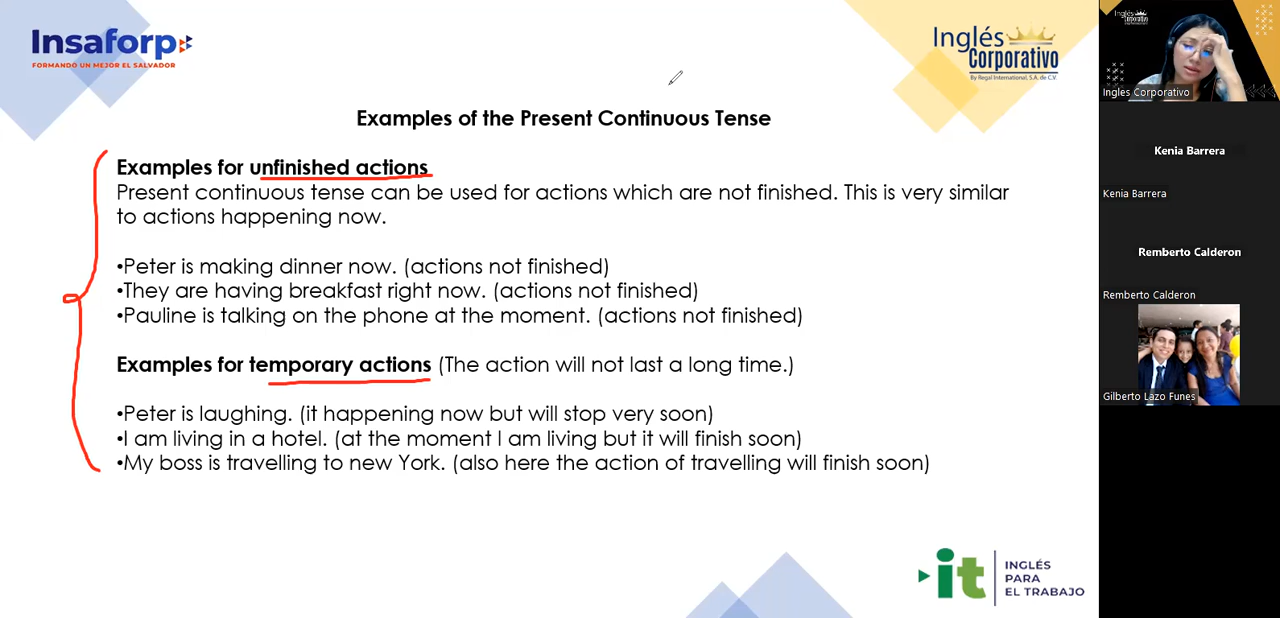 Insaforp
FORMANDO UN MEJOR EL SALVADOR
Inglés
Corporativo
By Regal International, S.A. de C.V.
Examples of the Present Continuous Tense
Examples for unfinished actions
Present continuous tense can be used for actions which are not finished. This is very similar
to actions happening now.
•Peter is making dinner now. (actions not finished)
•They are having breakfast right now. (actions not finished)
•Pauline is talking on the phone at the moment. (actions not finished)
Examples for temporary actions (The action will not last a long time.)
•Peter is laughing. (it happening now but will stop very soon)
•I am living in a hotel. (at the moment I am living but it will finish soon)
•My boss is travelling to new York. (also here the action of travelling will finish soon)
it
INGLÉS
PARA
EL TRABAJO
Inglés
Corporativo
Ingles Corporativo
Kenia Barrera
Kenia Barrera
Remberto Calderon
Remberto Calderon
Gilberto Lazo Funes